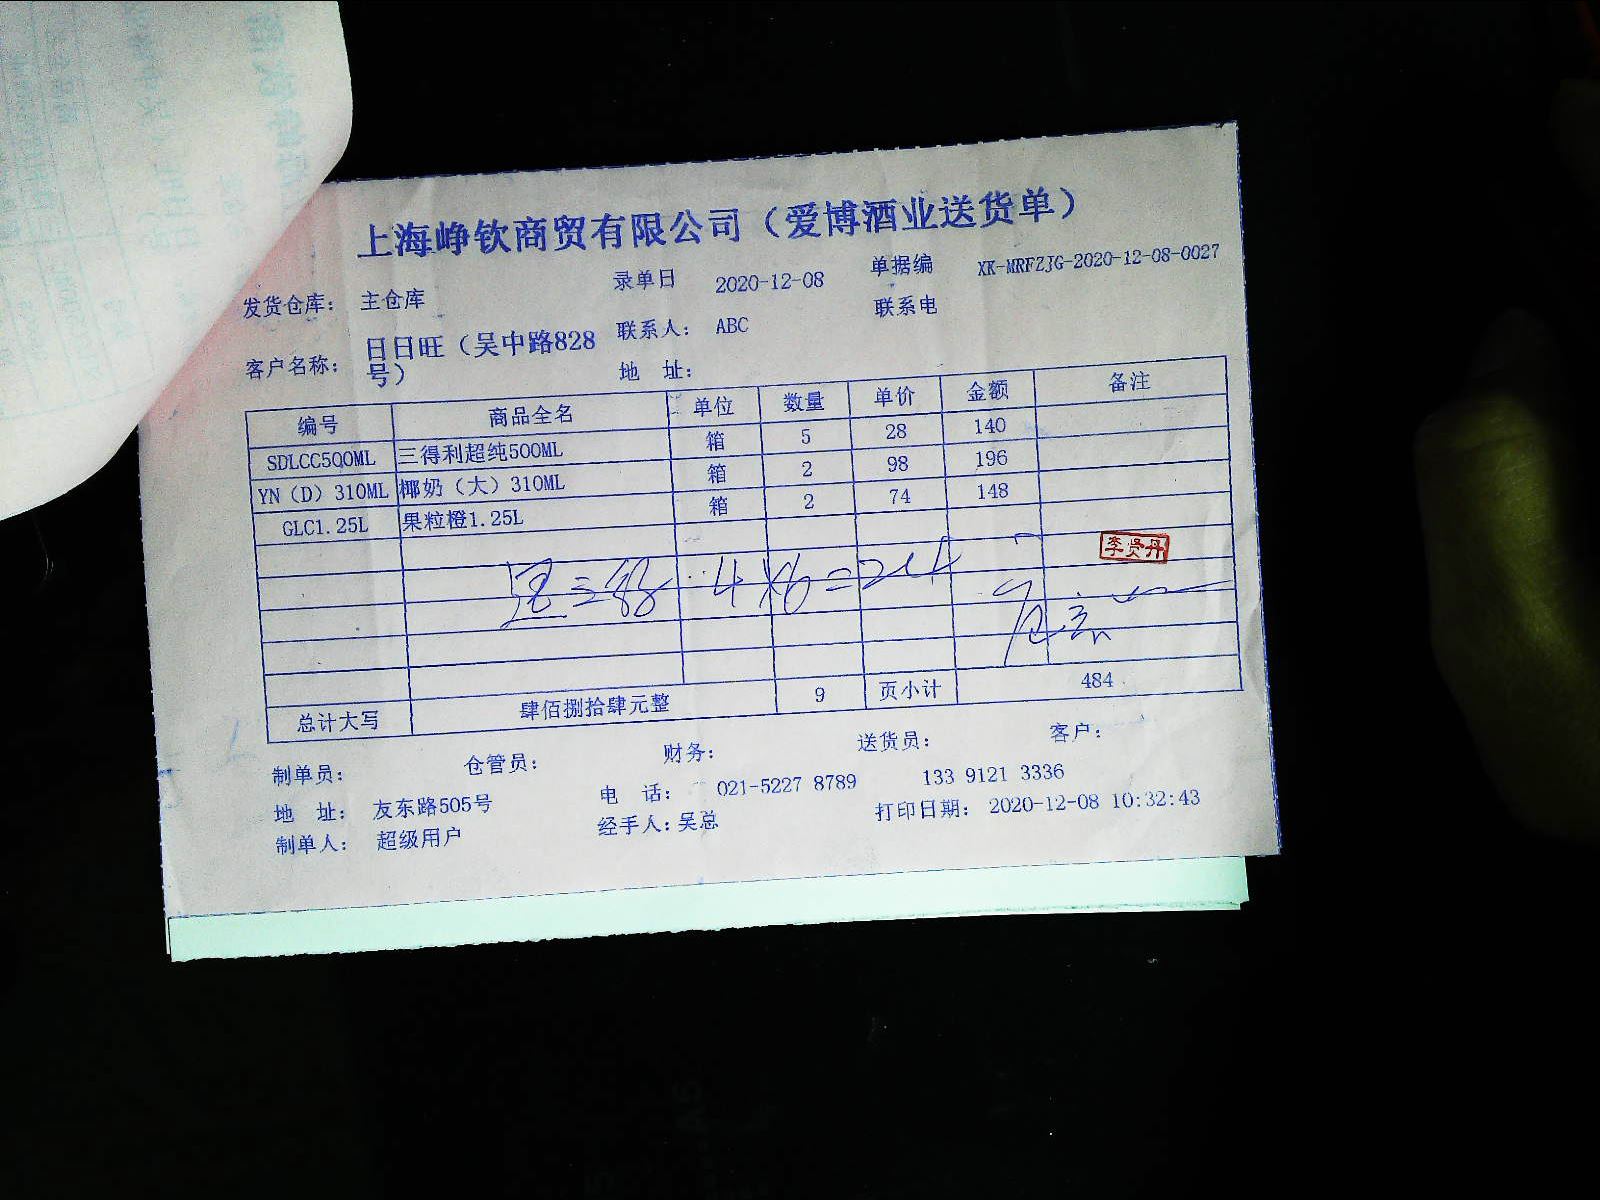 上海峥钦商贸有限公司（爱博酒业送货单）
发货仓库： 主仓库 录单日 2020-12-08 单据编 XK-MRFZJG-2020-12-08-0027
客户名称： 日日旺（吴中路828号） 联系人： ABC 联系电
地 址：
编号 商品全名 单位 数量 单价 金额 备注
SDLCC500ML 三得利超纯500ML 箱 5 28 140
YN（D）310ML 椰奶（大）310ML 箱 2 98 196
GLC1.25L 果粒橙1.25L 箱 2 74 148
李贤丹
总计大写 肆佰捌拾肆元整 9 页小计 484
制单员： 仓管员： 财务： 送货员： 客户：
地 址： 友东路505号 电 话： 021-5227 8789 133 9121 3336
制单人： 超级用户 经手人：吴总 打印日期： 2020-12-08 10:32:43